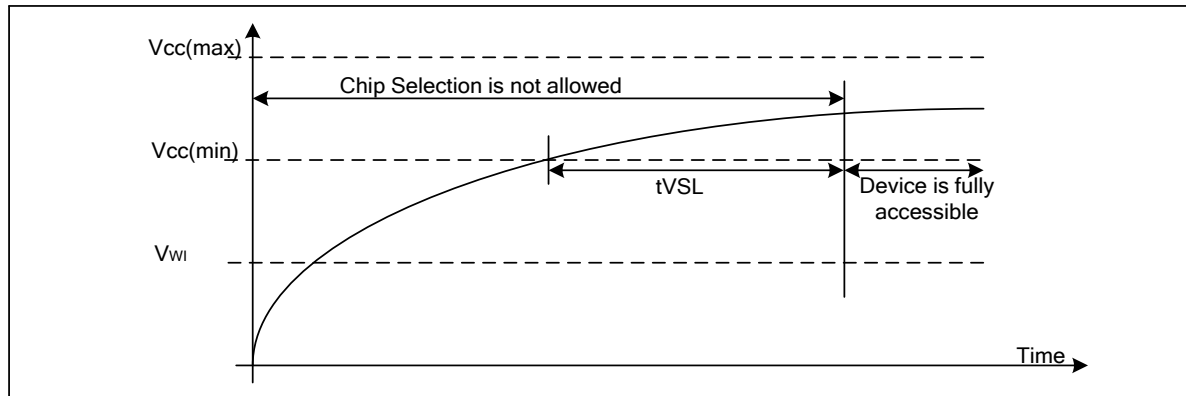 Vcc(max)
Chip Selection is not allowed
Vcc(min)
tVSL
Device is fully
accessible
VWI
Time